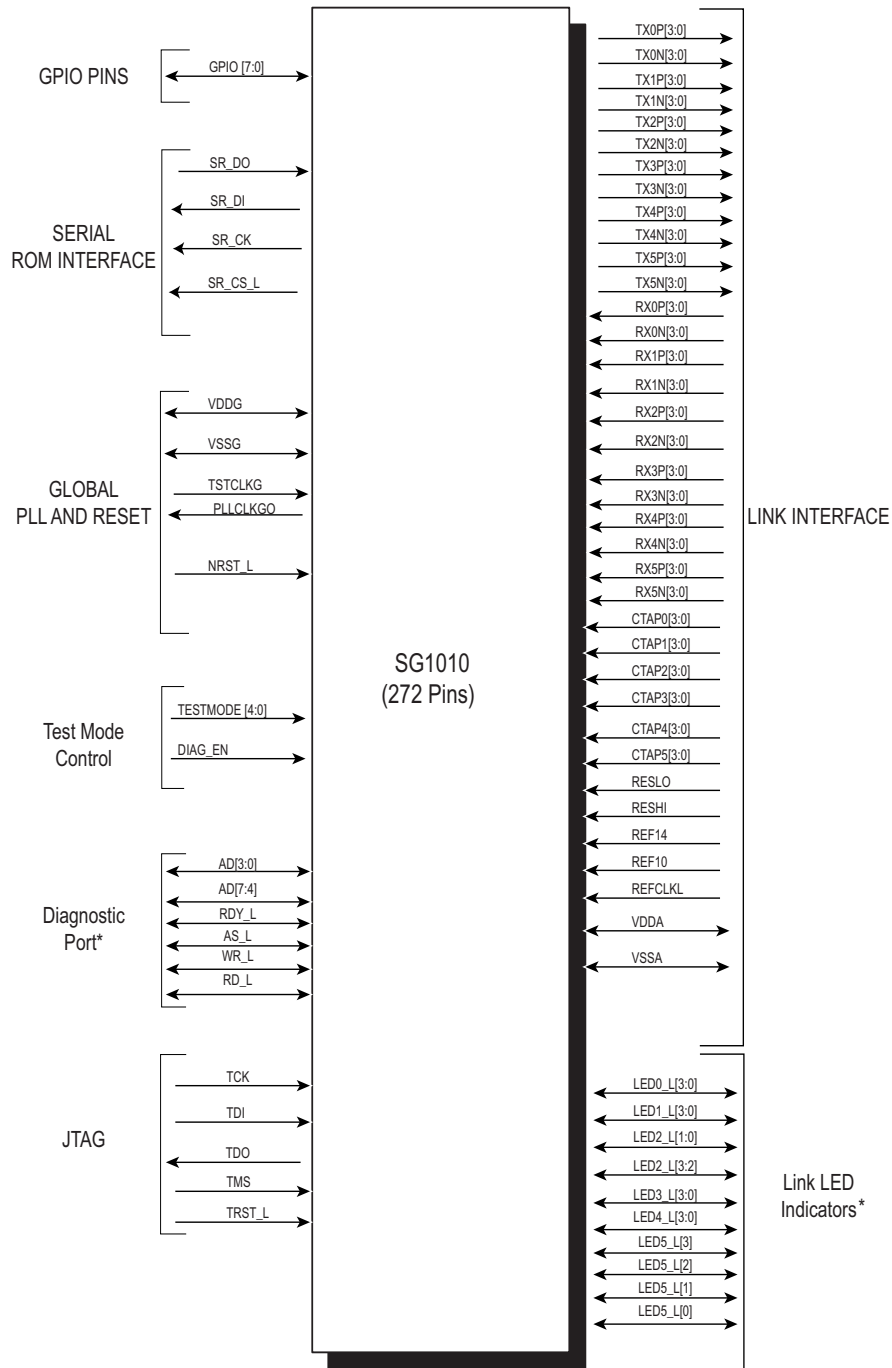 GPIO PINS
GPIO [7:0]
SERIAL
ROM INTERFACE
SR_DO
SR_DI
SR_CK
SR_CS_L
GLOBAL
PLL AND RESET
VDDG
VSSG
TSTCLKG
PLLCLKGO
NRST_L
Test Mode
Control
TESTMODE [4:0]
DIAG_EN
Diagnostic
Port*
AD[3:0]
AD[7:4]
RDY_L
AS_L
WR_L
RD_L
JTAG
TCK
TDI
TDO
TMS
TRST_L
SG1010
(272 Pins)
TX0P[3:0]
TX0N[3:0]
TX1P[3:0]
TX1N[3:0]
TX2P[3:0]
TX2N[3:0]
TX3P[3:0]
TX3N[3:0]
TX4P[3:0]
TX4N[3:0]
TX5P[3:0]
TX5N[3:0]
RX0P[3:0]
RX0N[3:0]
RX1P[3:0]
RX1N[3:0]
RX2P[3:0]
RX2N[3:0]
RX3P[3:0]
RX3N[3:0]
RX4P[3:0]
RX4N[3:0]
RX5P[3:0]
RX5N[3:0]
CTAP0[3:0]
CTAP1[3:0]
CTAP2[3:0]
CTAP3[3:0]
CTAP4[3:0]
CTAP5[3:0]
RESLO
RESHI
REF14
REF10
REFCLKL
VDDA
VSSA
LINK INTERFACE
LED0_L[3:0]
LED1_L[3:0]
LED2_L[1:0]
LED2_L[3:2]
LED3_L[3:0]
LED4_L[3:0]
LED5_L[3]
LED5_L[2]
LED5_L[1]
LED5_L[0]
Link LED
Indicators*